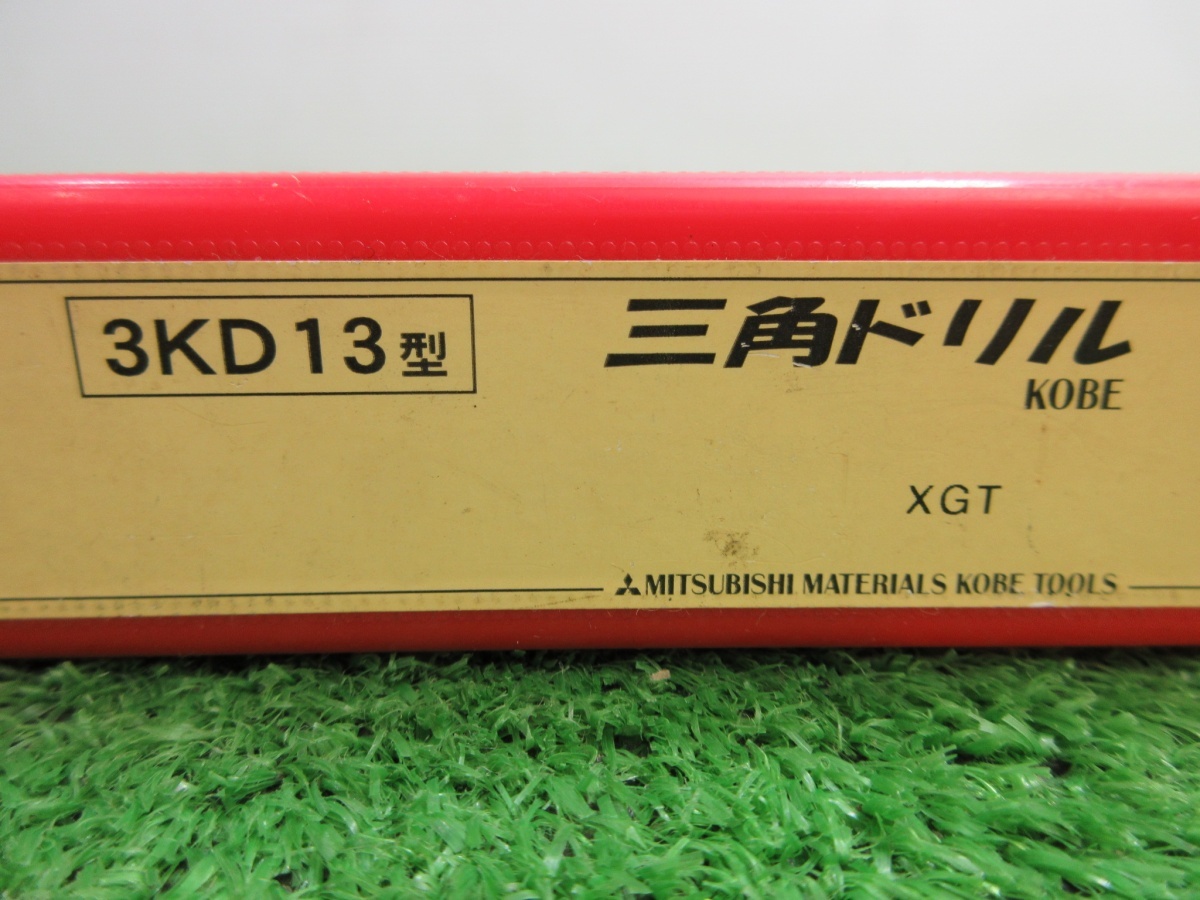 3KD13型
三角ドリル
KOBE
XGT
MITSUBISHI MATERIALS KOBE TOOLS